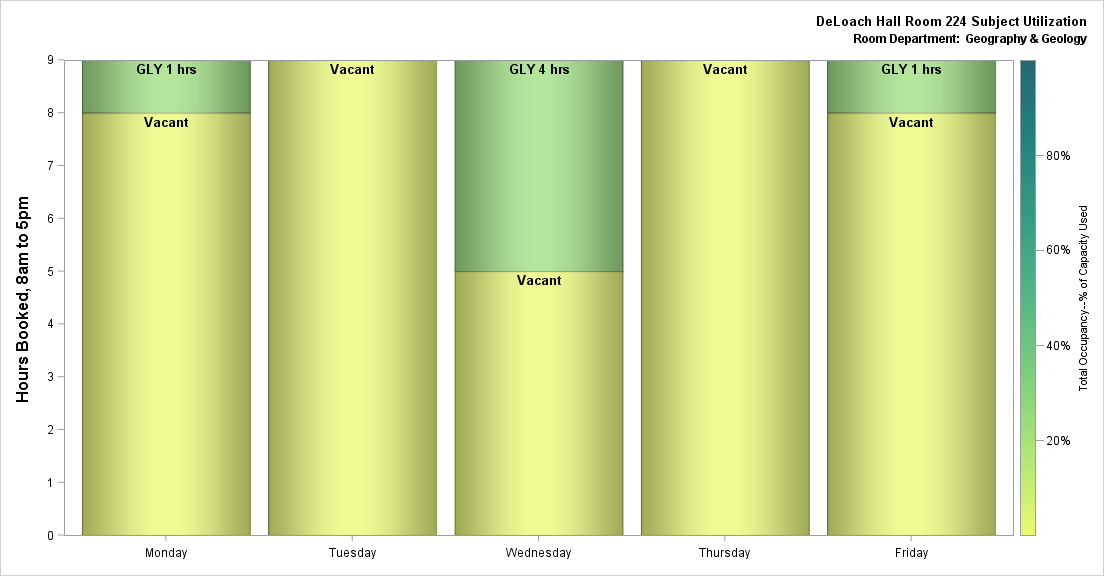 DeLoach Hall Room 224 Subject Utilization
Room Department: Geography & Geology
Hours Booked, 8am to 5pm
9
8
7
6
5
4
3
2
1
0
GLY 1 hrs
Vacant
Vacant
GLY 4 hrs
Vacant
Vacant
GLY 1 hrs
Vacant
Monday
Tuesday
Wednesday
Thursday
Friday
80%
60%
40%
20%
Total Occupancy--% of Capacity Used